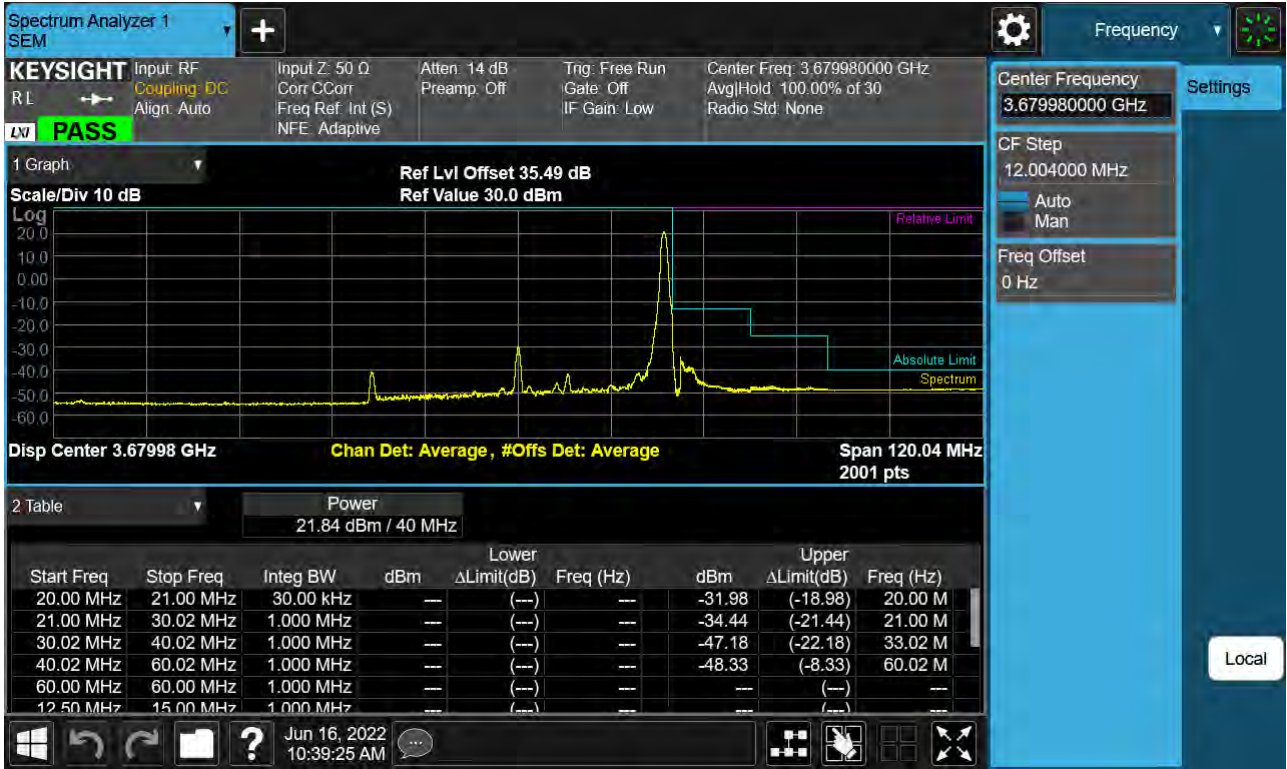 Spectrum Analyzer 1
SEM
+
Frequency
KEYSIGHT
RL
LXI PASS
Input: RF
Coupling: DC
Align: Auto
Input Z: 50 Ω
Corr CCorr
Freq Ref: Int (S)
NFE: Adaptive
Atten: 14 dB
Preamp: Off
Trig: Free Run
Gate: Off
IF Gain: Low
Center Freq: 3.679980000 GHz
Avg|Hold: 100.00% of 30
Radio Std: None
Center Frequency
3.679980000 GHz
Settings
CF Step
12.004000 MHz
Auto
Man
Freq Offset
0 Hz
1 Graph
Ref Lvl Offset 35.49 dB
Scale/Div 10 dB
Ref Value 30.0 dBm
Log
20.0
10.0
0.00
-10.0
-20.0
-30.0
-40.0
-50.0
-60.0
Relative Limit
Absolute Limit
Spectrum
Disp Center 3.67998 GHz
Chan Det: Average, #Offs Det: Average
Span 120.04 MHz
2001 pts
2 Table
Power
21.84 dBm / 40 MHz
Lower Upper
Start Freq Stop Freq Integ BW dBm ΔLimit(dB) Freq (Hz) dBm ΔLimit(dB) Freq (Hz)
20.00 MHz 21.00 MHz 30.00 kHz --- (---) --- -31.98 (-18.98) 20.00 M
21.00 MHz 30.02 MHz 1.000 MHz --- (---) --- -34.44 (-21.44) 21.00 M
30.02 MHz 40.02 MHz 1.000 MHz --- (---) --- -47.18 (-22.18) 33.02 M
40.02 MHz 60.02 MHz 1.000 MHz --- (---) --- -48.33 (-8.33) 60.02 M
60.00 MHz 60.00 MHz 1.000 MHz --- (---) --- --- (---) ---
12.50 MHz 15.00 MHz 1.000 MHz --- (---) --- --- (---) ---
Local
?
Jun 16, 2022
10:39:25 AM